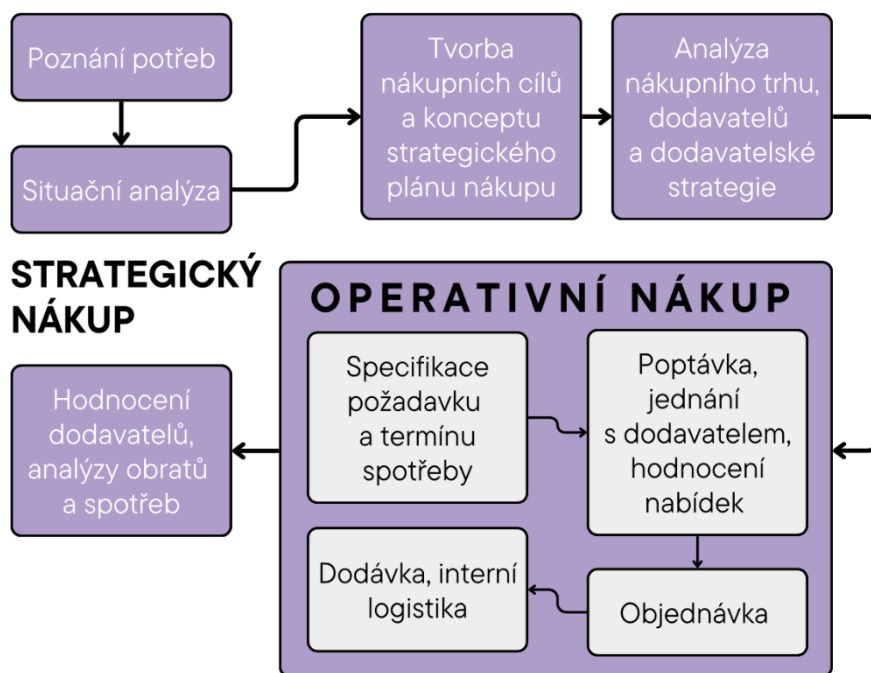 Poznání potřeb
Situační analýza
Tvorba
nákupních cílů
a konceptu
strategického
plánu nákupu
Analýza
nákupního trhu,
dodavatelů
a dodavatelské
strategie
STRATEGICKÝ
NÁKUP
OPERATIVNÍ NÁKUP
Specifikace
požadavku
a termínu
spotřeby
Poptávka,
jednání
s dodavatelem,
hodnocení
nabídek
Objednávka
Dodávka, interní
logistika
Hodnocení
dodavatelů,
analýzy obratů
a spotřeb